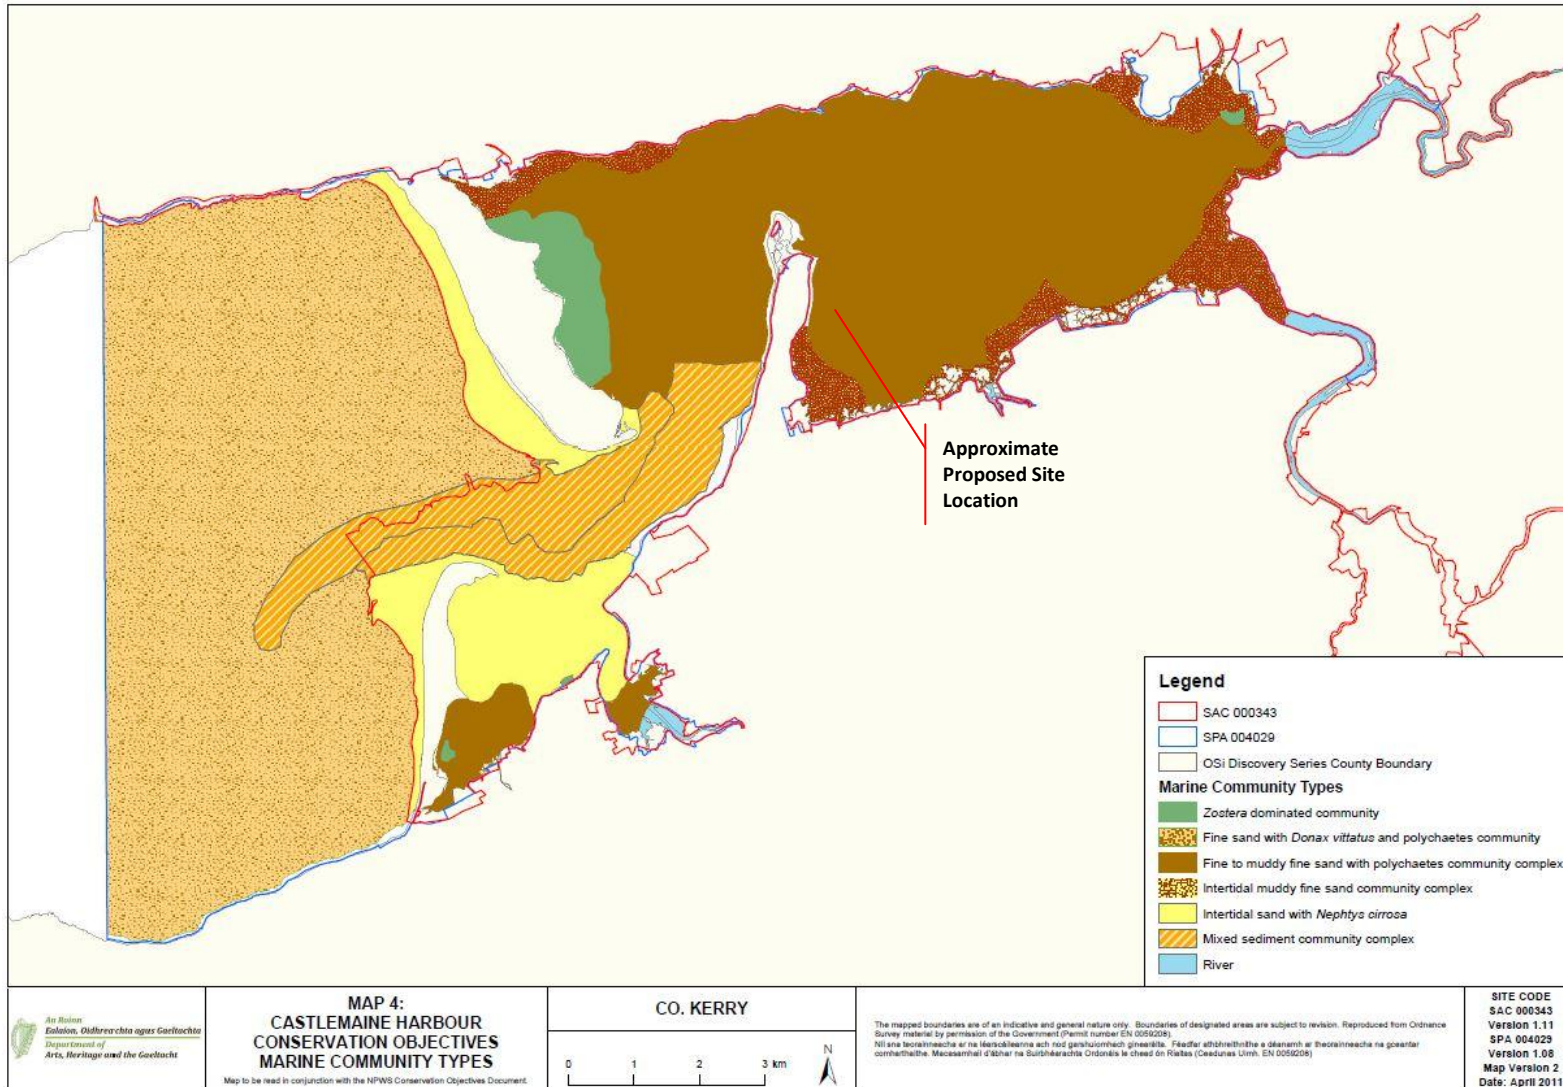 Approximate
Proposed Site
Location
Legend
SAC 000343
SPA 004029
OSi Discovery Series County Boundary
Marine Community Types
Zostera dominated community
Fine sand with Donax vittatus and polychaetes community
Fine to muddy fine sand with polychaetes community complex
Intertidal muddy fine sand community complex
Intertidal sand with Nephtys cirrosa
Mixed sediment community complex
River
An Roinn
Ealaíon, Oidhreachta agus Gaeltachta
Department of
Arts, Heritage and the Gaeltacht
MAP 4:
CASTLEMAINE HARBOUR
CONSERVATION OBJECTIVES
MARINE COMMUNITY TYPES
Map to be read in conjunction with the NPWS Conservation Objectives Document.
CO. KERRY
0 1 2 3 km
N
The mapped boundaries are of an indicative and general nature only. Boundaries of designated areas are subject to revision. Reproduced from Ordnance
Survey material by permission of the Government (Permit number EN 0059208).
SITE CODE
SAC 000343
Version 1.11
SPA 004029
Version 1.08
Map Version 2
Date: April 2011